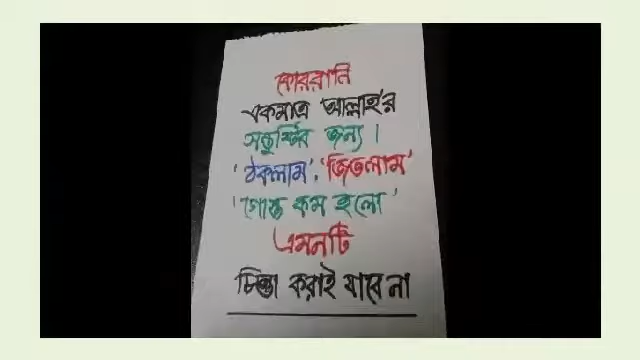 কোরবানি
একমাত্র আল্লাহ'র
সন্তুষ্টির জন্য।
'ঠকলাম', 'জিতলাম'
'গোস্ত কম হলো'
এমনটি
চিন্তা করাই যাবে না